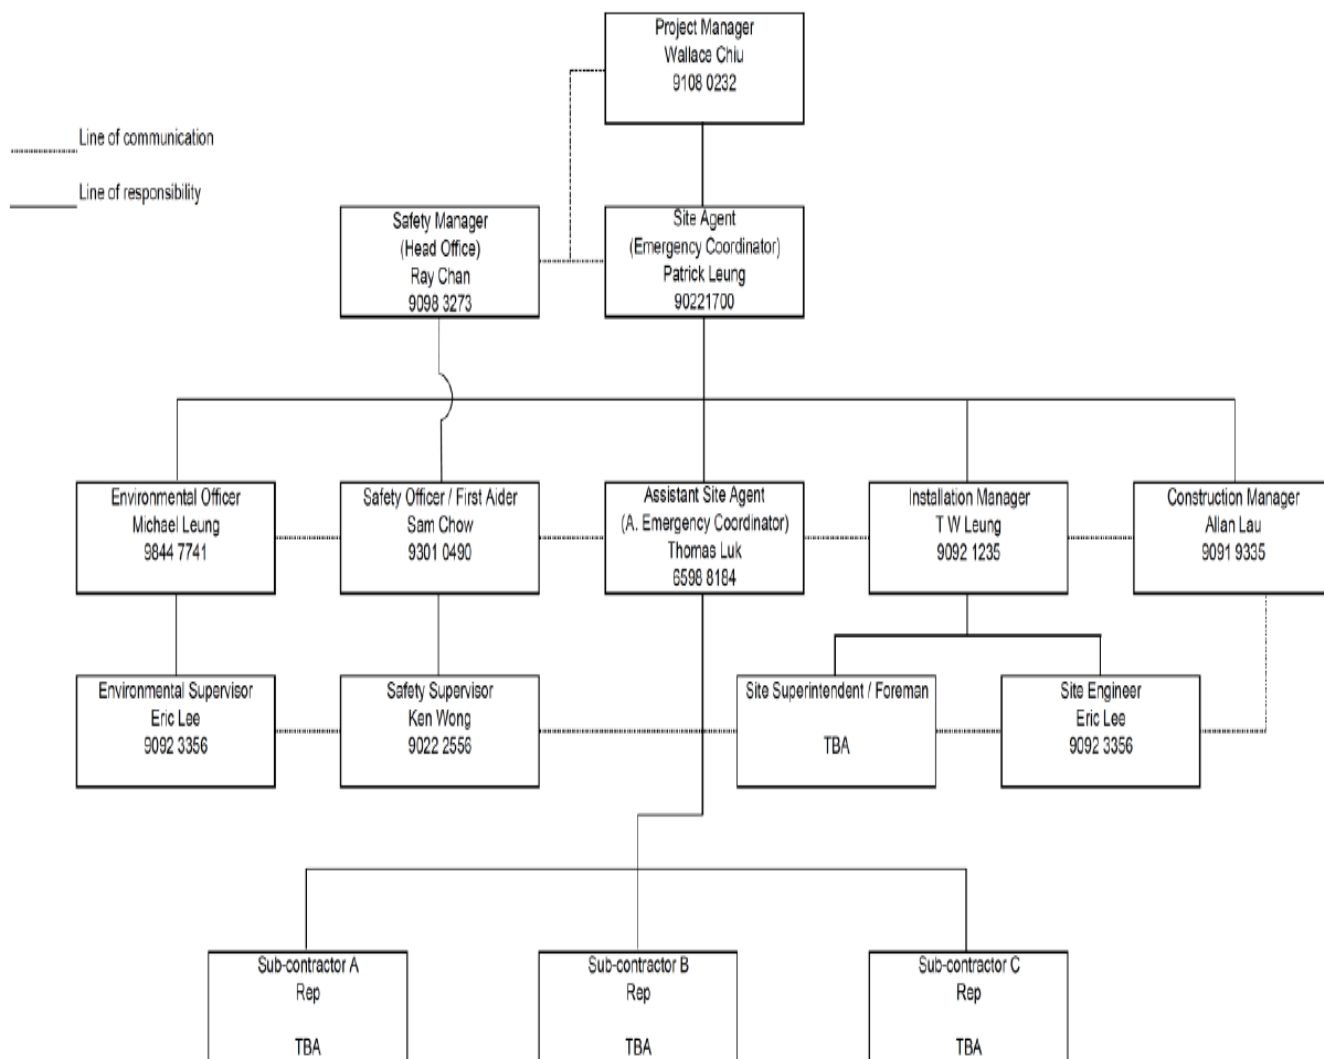 Project Manager
Wallace Chiu
9108 0232
Line of communication
Line of responsibility
Safety Manager
(Head Office)
Ray Chan
9098 3273
Site Agent
(Emergency Coordinator)
Patrick Leung
90221700
Environmental Officer
Michael Leung
9844 7741
Safety Officer / First Aider
Sam Chow
9301 0490
Assistant Site Agent
(A. Emergency Coordinator)
Thomas Luk
6598 8184
Installation Manager
T W Leung
9092 1235
Construction Manager
Allan Lau
9091 9335
Environmental Supervisor
Eric Lee
9092 3356
Safety Supervisor
Ken Wong
9022 2556
Site Superintendent / Foreman
TBA
Site Engineer
Eric Lee
9092 3356
Sub-contractor A
Rep
TBA
Sub-contractor B
Rep
TBA
Sub-contractor C
Rep
TBA